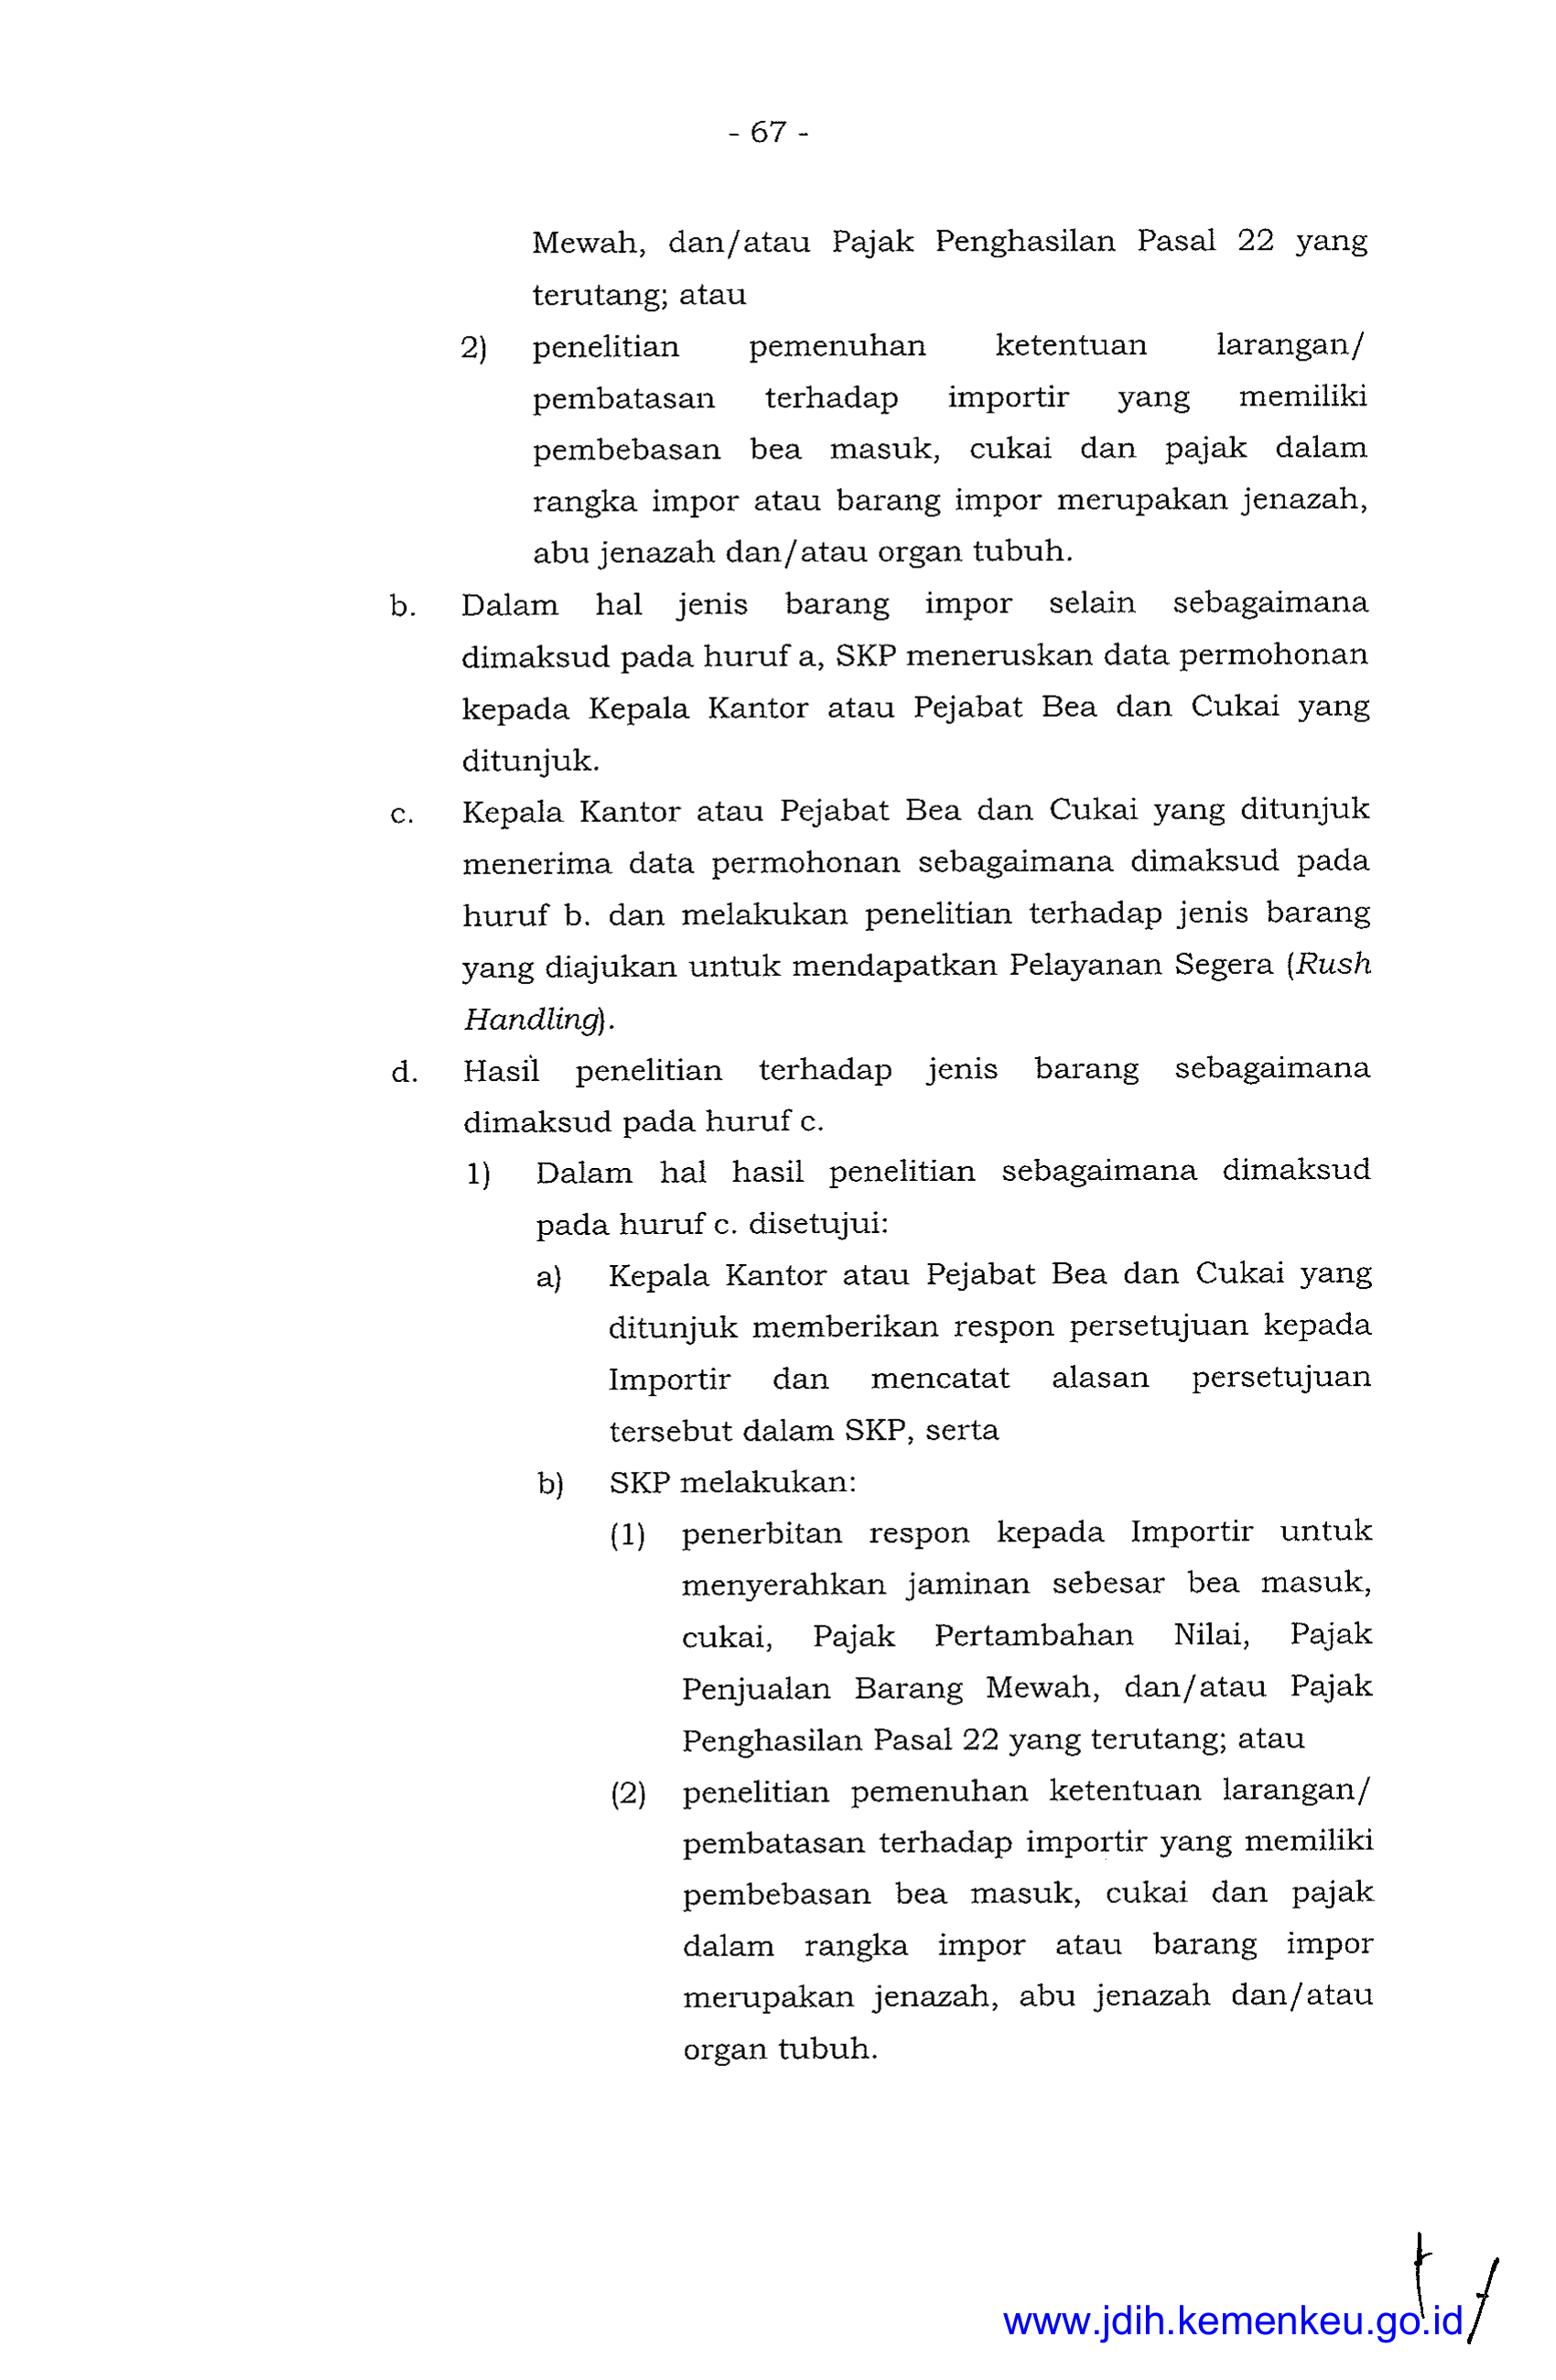 - 67 -
Mewah, dan/atau Pajak Penghasilan Pasal 22 yang
terutang; atau
2) penelitian pemenuhan ketentuan larangan/
pembatasan terhadap importir yang memiliki
pembebasan bea masuk, cukai dan pajak dalam
rangka impor atau barang impor merupakan jenazah,
abu jenazah dan/atau organ tubuh.
b. Dalam hal jenis barang impor selain sebagaimana
dimaksud pada huruf a, SKP meneruskan data permohonan
kepada Kepala Kantor atau Pejabat Bea dan Cukai yang
ditunjuk.
c. Kepala Kantor atau Pejabat Bea dan Cukai yang ditunjuk
menerima data permohonan sebagaimana dimaksud pada
huruf b. dan melakukan penelitian terhadap jenis barang
yang diajukan untuk mendapatkan Pelayanan Segera (Rush
Handling).
d. Hasil penelitian terhadap jenis barang sebagaimana
dimaksud pada huruf c.
1) Dalam hal hasil penelitian sebagaimana dimaksud
pada huruf c. disetujui:
a) Kepala Kantor atau Pejabat Bea dan Cukai yang
ditunjuk memberikan respon persetujuan kepada
Importir dan mencatat alasan persetujuan
tersebut dalam SKP, serta
b) SKP melakukan:
(1) penerbitan respon kepada Importir untuk
menyerahkan jaminan sebesar bea masuk,
cukai, Pajak Pertambahan Nilai, Pajak
Penjualan Barang Mewah, dan/atau Pajak
Penghasilan Pasal 22 yang terutang; atau
(2) penelitian pemenuhan ketentuan larangan/
pembatasan terhadap importir yang memiliki
pembebasan bea masuk, cukai dan pajak
dalam rangka impor atau barang impor
merupakan jenazah, abu jenazah dan/atau
organ tubuh.
www.jdih.kemenkeu.go.id